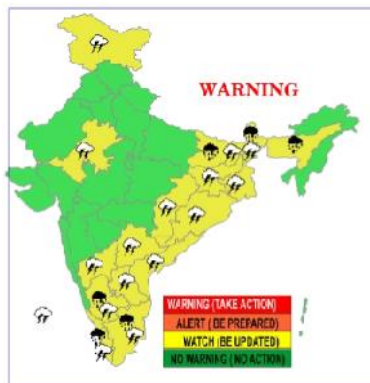 WARNING
WARNING (TAKE ACTION)
ALERT ( BE PREPARED)
WATCH (BE UPDATED)
NO WARNING ( NO ACTION)